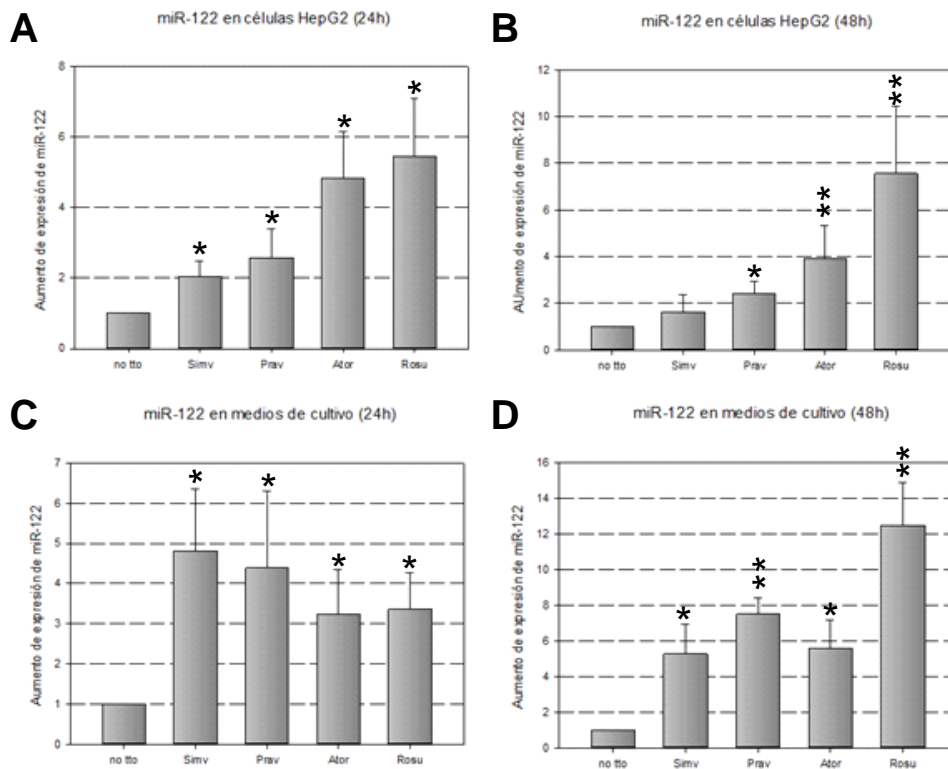 A
miR-122 en células HepG2 (24h)
Aumento de expresión de miR-122
8
6
4
2
0
*
*
*
*
no tto Simv Prav Ator Rosu
B
miR-122 en células HepG2 (48h)
AUmento de expresión de miR-122
12
10
8
6
4
2
0
*
**
**
no tto Simv Prav Ator Rosu
C
miR-122 en medios de cultivo (24h)
Aumento de expresión de miR-122
7
6
5
4
3
2
1
0
*
*
*
*
no tto Simv Prav Ator Rosu
D
miR-122 en medios de cultivo (48h)
Aumento de expresión de miR-122
16
14
12
10
8
6
4
2
0
*
**
*
**
no tto Simv Prav Ator Rosu